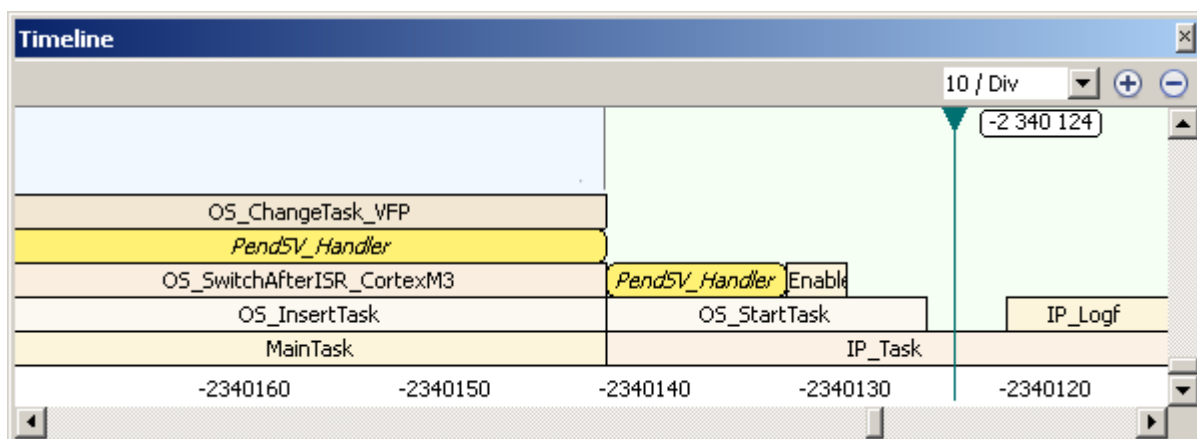 Timeline
10 / Div
-2 340 124
OS_ChangeTask_VFP
PendSV_Handler
OS_SwitchAfterISR_CortexM3 PendSV_Handler Enable
OS_InsertTask OS_StartTask IP_Logf
MainTask IP_Task
-2340160 -2340150 -2340140 -2340130 -2340120